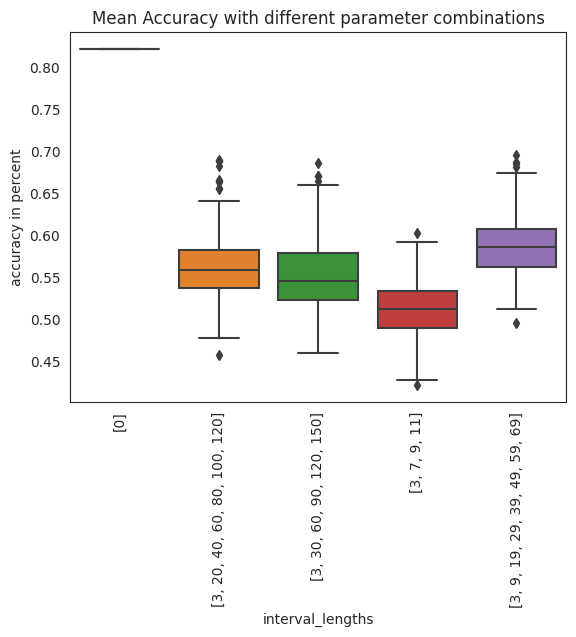 Mean Accuracy with different parameter combinations
accuracy in percent
0.80
0.75
0.70
0.65
0.60
0.55
0.50
0.45
[0]
[3, 20, 40, 60, 80, 100, 120]
[3, 30, 60, 90, 120, 150]
[3, 7, 9, 11]
[3, 9, 19, 29, 39, 49, 59, 69]
interval_lengths